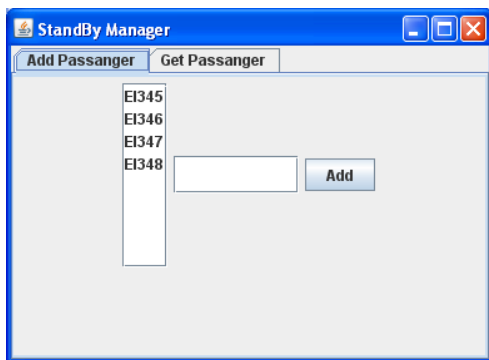 StandBy Manager
Add Passanger Get Passanger
EI345
EI346
EI347
EI348
Add